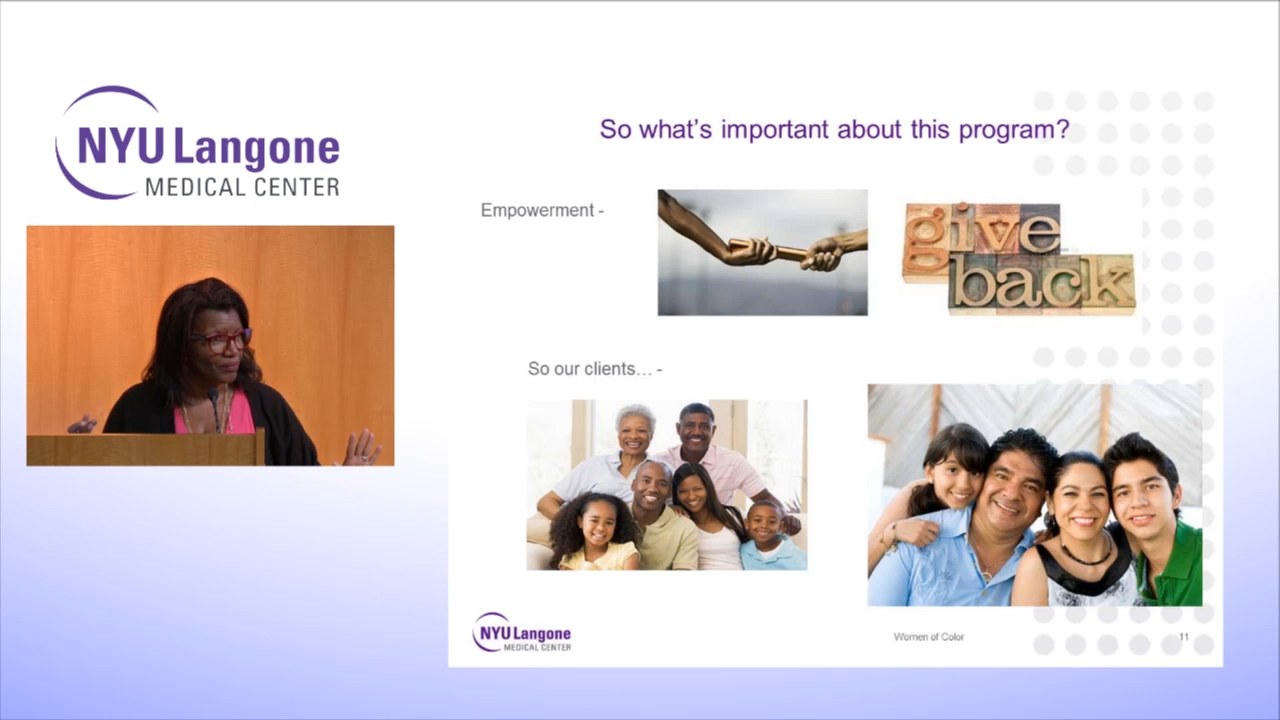 NYU Langone
MEDICAL CENTER
So what's important about this program?
Empowerment -
give
back
So our clients... -
NYU Langone
MEDICAL CENTER
Women of Color
11